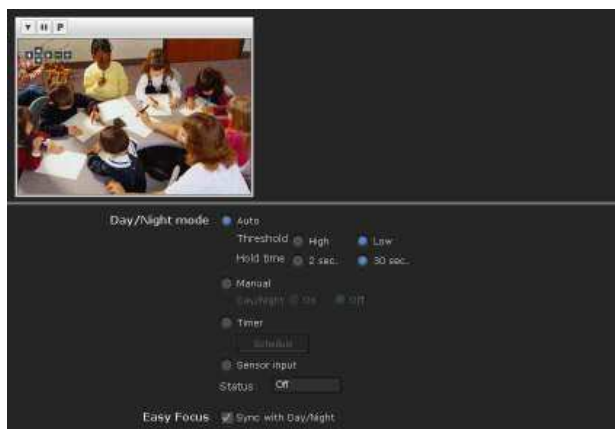 Day/Night mode Auto
Threshold High Low
Hold time 2 sec. 30 sec.
Manual
Day/Night On Off
Timer
Schedule
Sensor input
Status Off
Easy Focus Sync with Day/Night